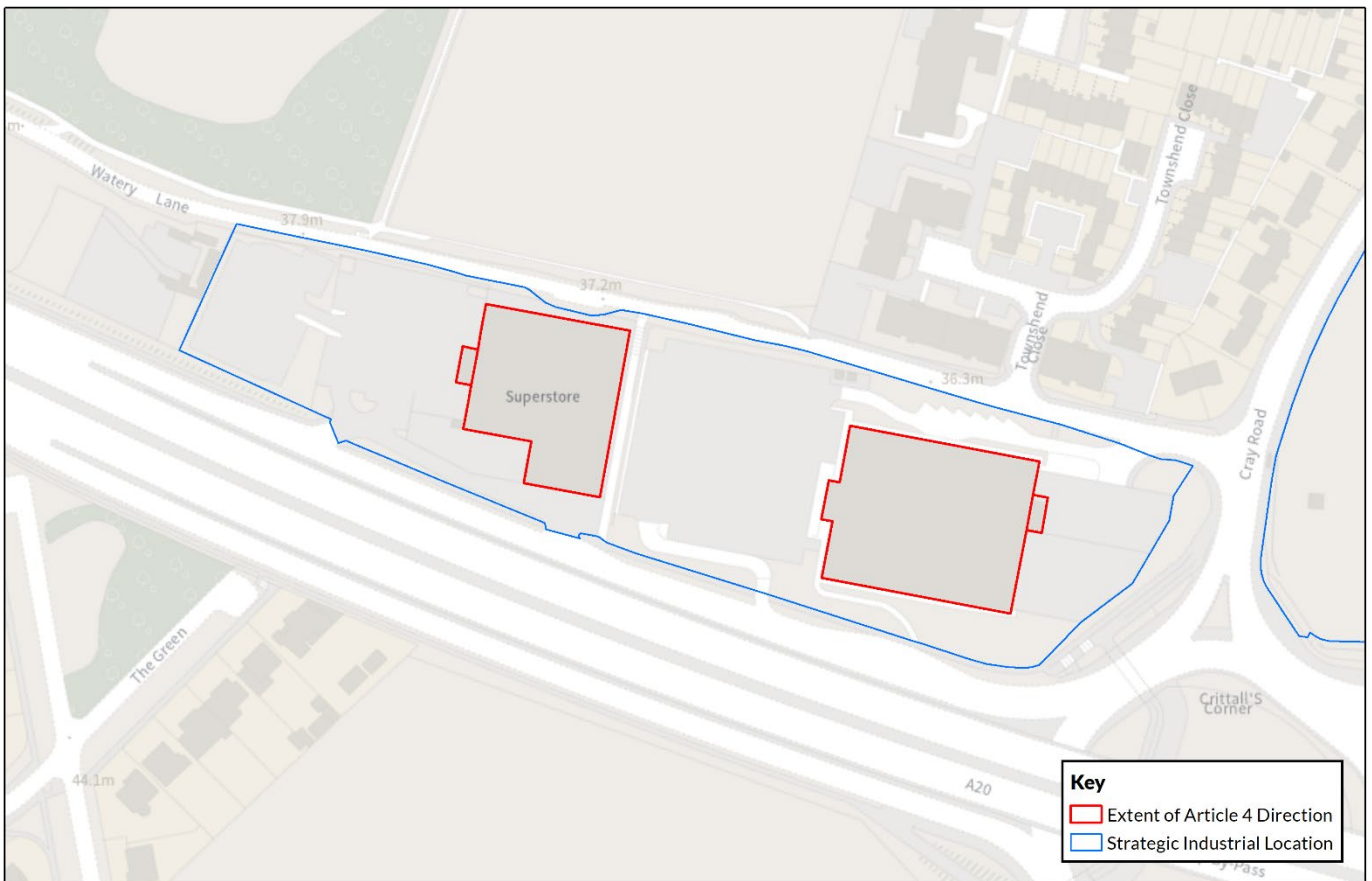 m
Watery Lane
37.9m
37.2m
36.3m
Superstore
Townshend Close
Townshend
Close
Cray Road
The Green
44.1m
A20
Crittall'S
Corner
Key
Extent of Article 4 Direction
Strategic Industrial Location
Pass